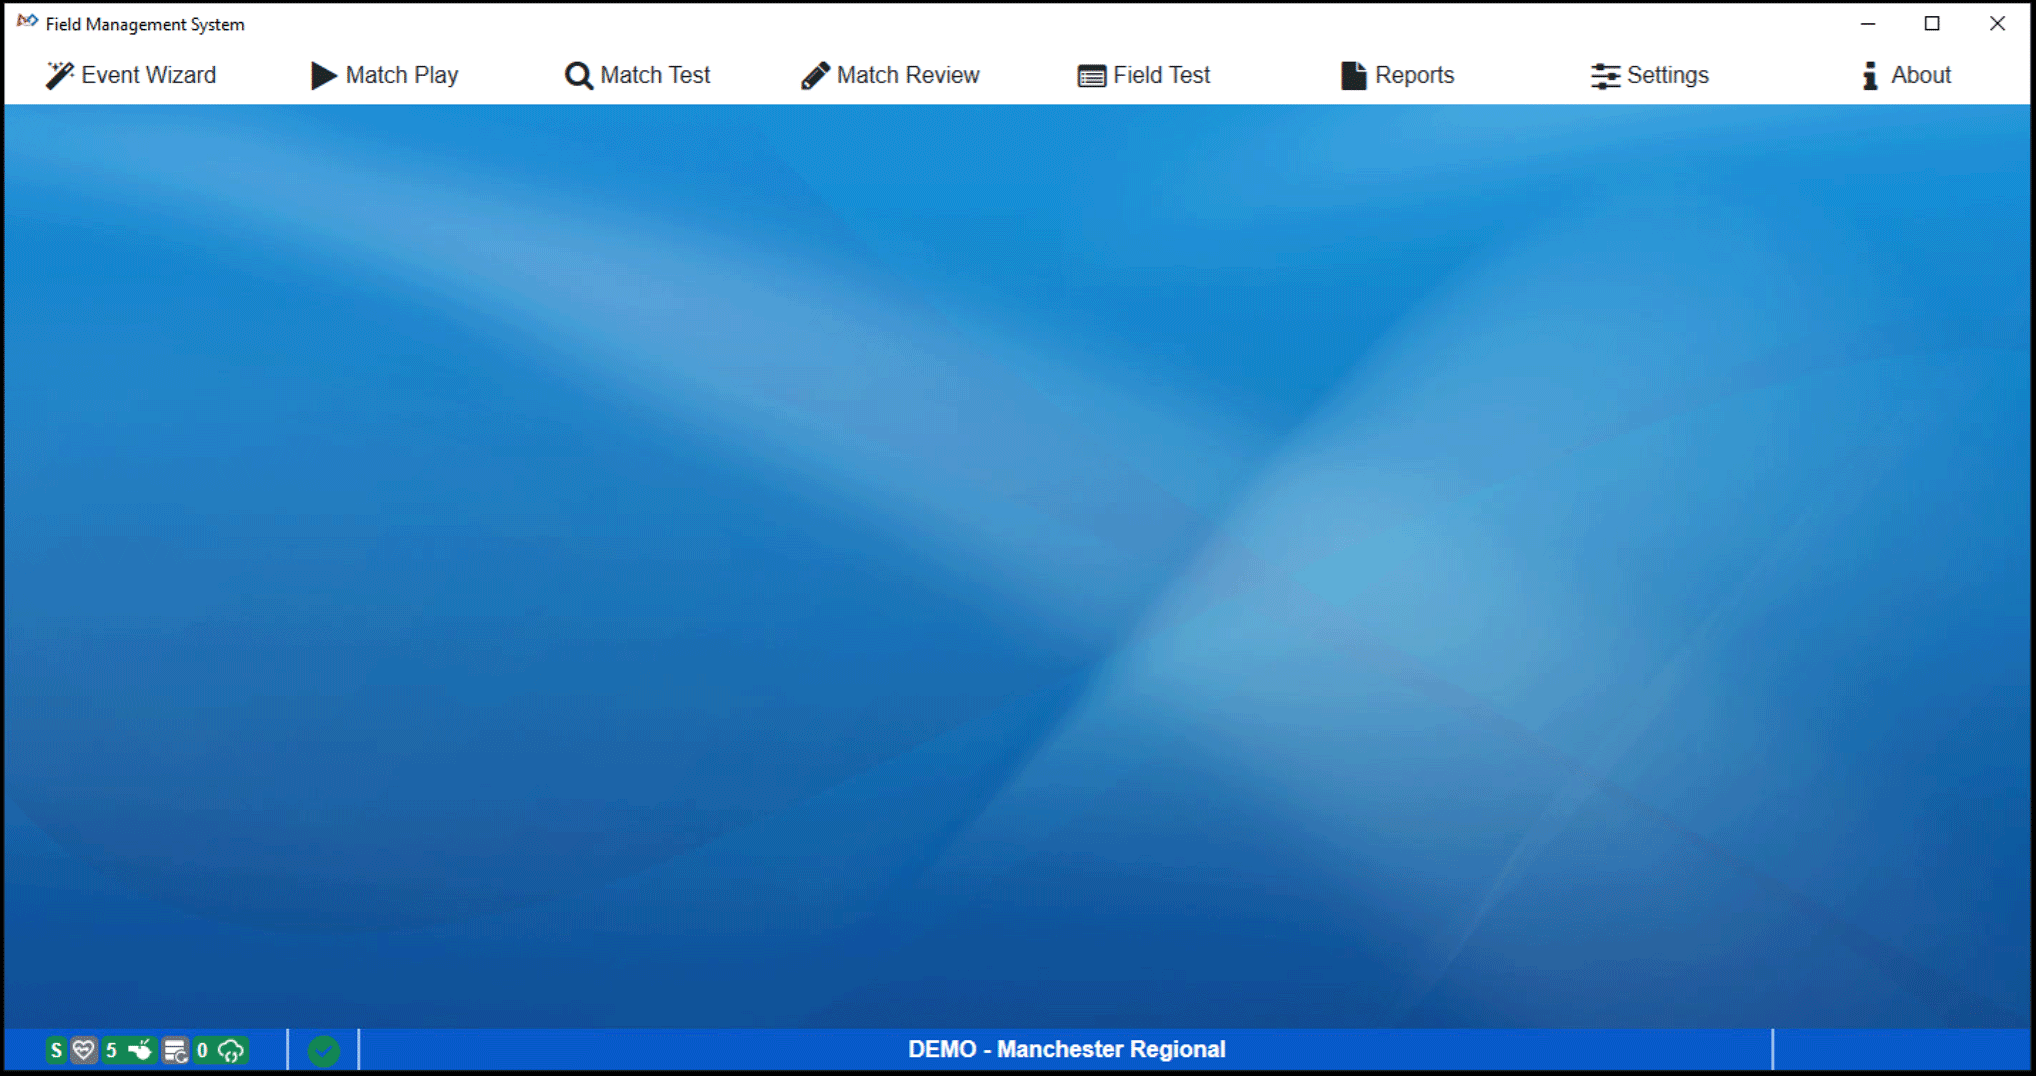 Field Management System
Event Wizard Match Play Match Test Match Review Field Test Reports Settings About
S 5 0 DEMO - Manchester Regional